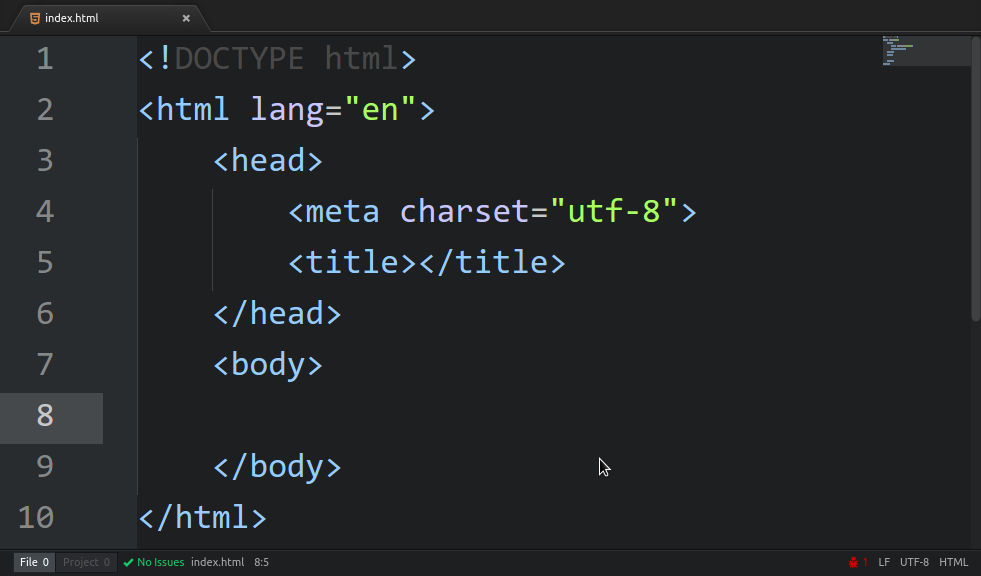 index.html ×
1 <!DOCTYPE html>
2 <html lang="en">
3     <head>
4         <meta charset="utf-8">
5         <title></title>
6     </head>
7     <body>
8
9     </body>
10 </html>
File 0 Project 0 ✔ No Issues index.html 8:5 1 LF UTF-8 HTML